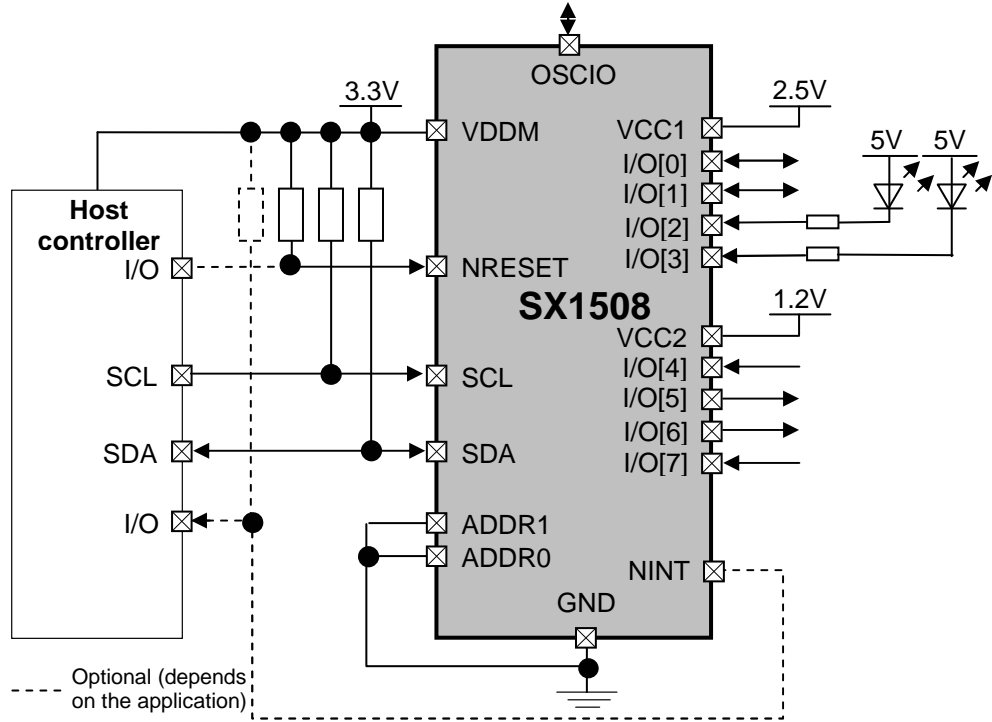 OSCIO
3.3V
2.5V
VDDM
VCC1
5V
5V
I/O[0]
I/O[1]
Host
controller
I/O[2]
I/O
NRESET
I/O[3]
SX1508
1.2V
VCC2
SCL
SCL
I/O[4]
I/O[5]
I/O[6]
SDA
SDA
I/O[7]
I/O
ADDR1
ADDR0
NINT
GND
Optional (depends
on the application)